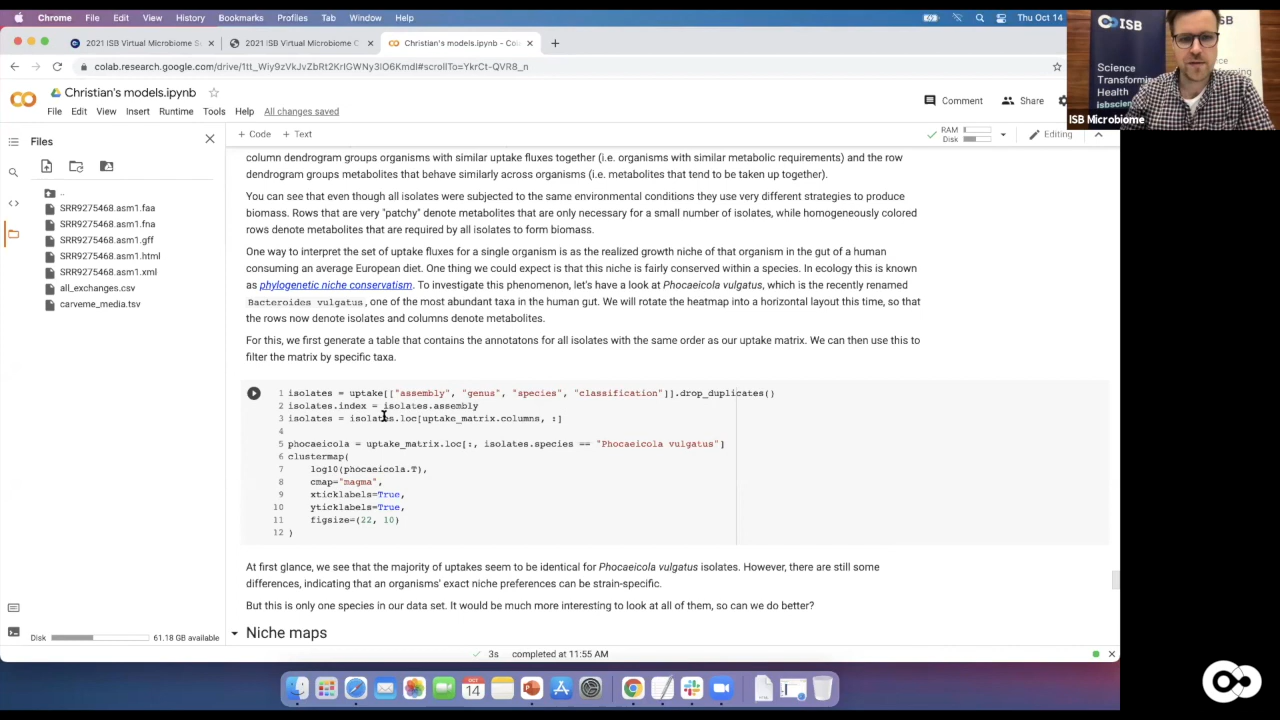 Chrome File Edit View History Bookmarks Profiles Tab Window Help Thu Oct 14
2021 ISB Virtual Microbiome S
2021 ISB Virtual Microbiome C
Christian's models.ipynb - Col
colab.research.google.com/drive/1tt_Wiy9zVkJvZbRt2KrIGWNy3IO6KmdI#scrollTo=YkrCt-QVR8_n
Christian's models.ipynb
Comment
Share
File Edit View Insert Runtime Tools Help All changes saved
ISB
Science
Transforming
Health
isbscien
ISB Microbiome
Files
+ Code + Text
RAM
Disk
Editing
..
SRR9275468.asm1.faa
SRR9275468.asm1.fna
SRR9275468.asm1.gff
SRR9275468.asm1.html
SRR9275468.asm1.xml
all_exchanges.csv
carveme_media.tsv
Disk 61.18 GB available
column dendrogram groups organisms with similar uptake fluxes together (i.e. organisms with similar metabolic requirements) and the row
dendrogram groups metabolites that behave similarly across organisms (i.e. metabolites that tend to be taken up together).
You can see that even though all isolates were subjected to the same environmental conditions they use very different strategies to produce
biomass. Rows that are very "patchy" denote metabolites that are only necessary for a small number of isolates, while homogeneously colored
rows denote metabolites that are required by all isolates to form biomass.
One way to interpret the set of uptake fluxes for a single organism is as the realized growth niche of that organism in the gut of a human
consuming an average European diet. One thing we could expect is that this niche is fairly conserved within a species. In ecology this is known
as phylogenetic niche conservatism. To investigate this phenomenon, let's have a look at Phocaeicola vulgatus, which is the recently renamed
Bacteroides vulgatus, one of the most abundant taxa in the human gut. We will rotate the heatmap into a horizontal layout this time, so that
the rows now denote isolates and columns denote metabolites.
For this, we first generate a table that contains the annotatons for all isolates with the same order as our uptake matrix. We can then use this to
filter the matrix by specific taxa.
1 isolates = uptake[["assembly", "genus", "species", "classification"]].drop_duplicates()
2 isolates.index = isolates.assembly
3 isolates = isolates.loc[uptake_matrix.columns, :]
4
5 phocaeicola = uptake_matrix.loc[:, isolates.species == "Phocaeicola vulgatus"]
6 clustermap(
7 log10(phocaeicola.T),
8 cmap="magma",
9 xticklabels=True,
10 yticklabels=True,
11 figsize=(22, 10)
12 )
At first glance, we see that the majority of uptakes seem to be identical for Phocaeicola vulgatus isolates. However, there are still some
differences, indicating that an organisms' exact niche preferences can be strain-specific.
But this is only one species in our data set. It would be much more interesting to look at all of them, so can we do better?
Niche maps
3s completed at 11:55 AM
OCT
14